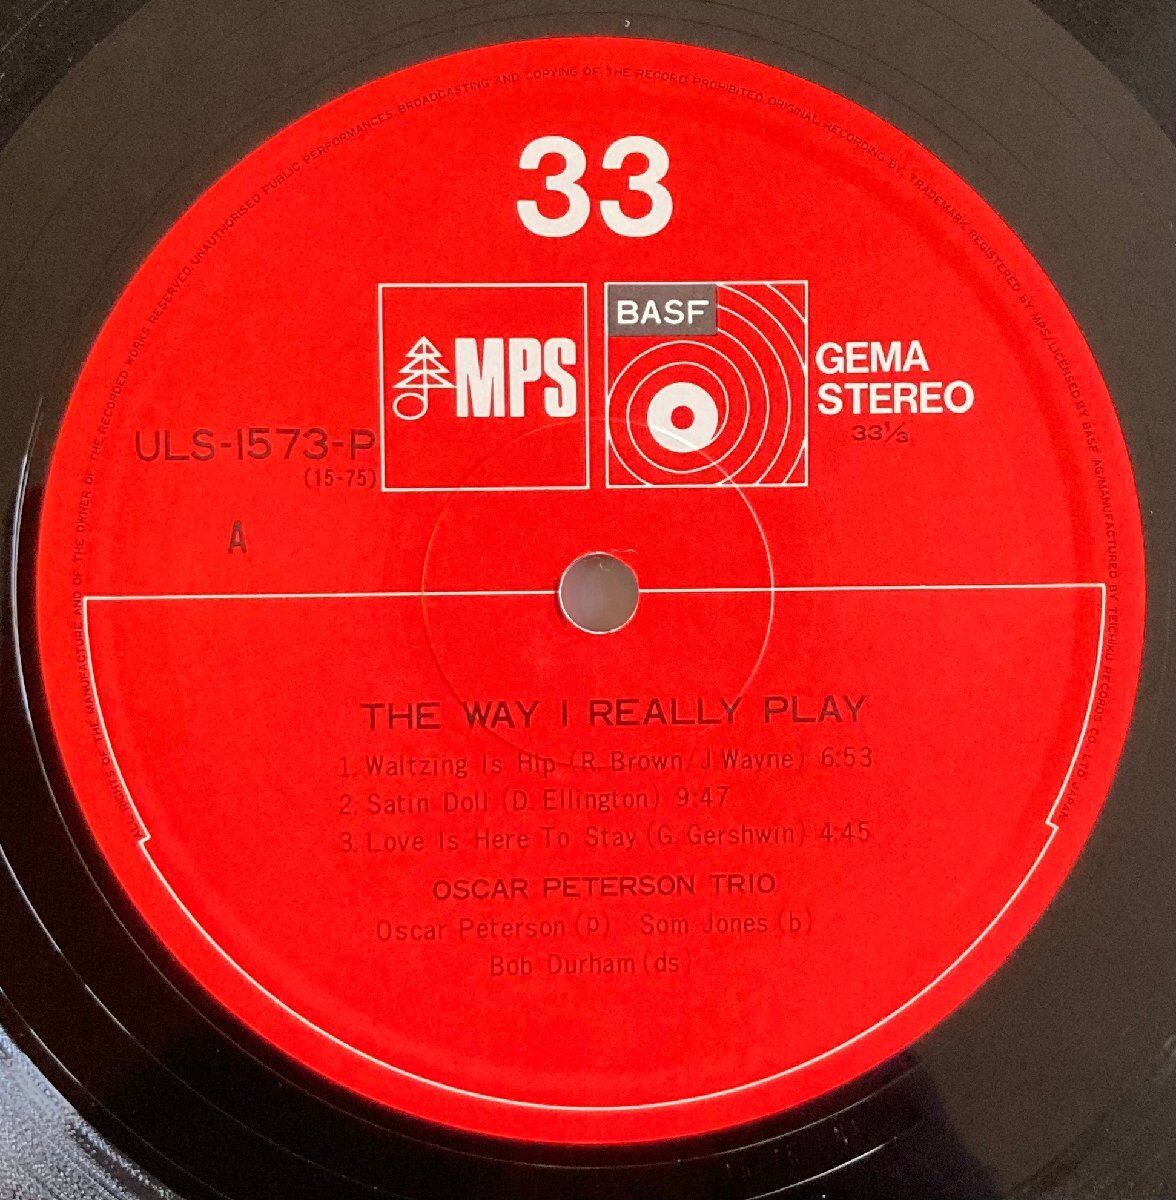 ALL RIGHTS OF THE MANUFACTURE AND OF THE OWNER OF THE RECORDED WORKS RESERVED. UNAUTHORISED PUBLIC PERFORMANCES BROADCASTING AND COPYING OF THE RECORD PROHIBITED. ORIGINAL RECORDING BY TRADEMARK REGISTERED BY MPS/LICENSED BY BASF AG/MANUFACTURED BY TEICHIKU RECORDS CO., LTD JAPAN
33
MPS
BASF
GEMA
STEREO
33⅓
ULS-1573-P
(15-75)
A
THE WAY I REALLY PLAY
1. Waltzing Is Hip (R. Brown/J. Wayne) 6:53
2. Satin Doll (D. Ellington) 9:47
3. Love Is Here To Stay (G. Gershwin) 4:45
OSCAR PETERSON TRIO
Oscar Peterson (p) Som Jones (b)
Bob Durham (ds)